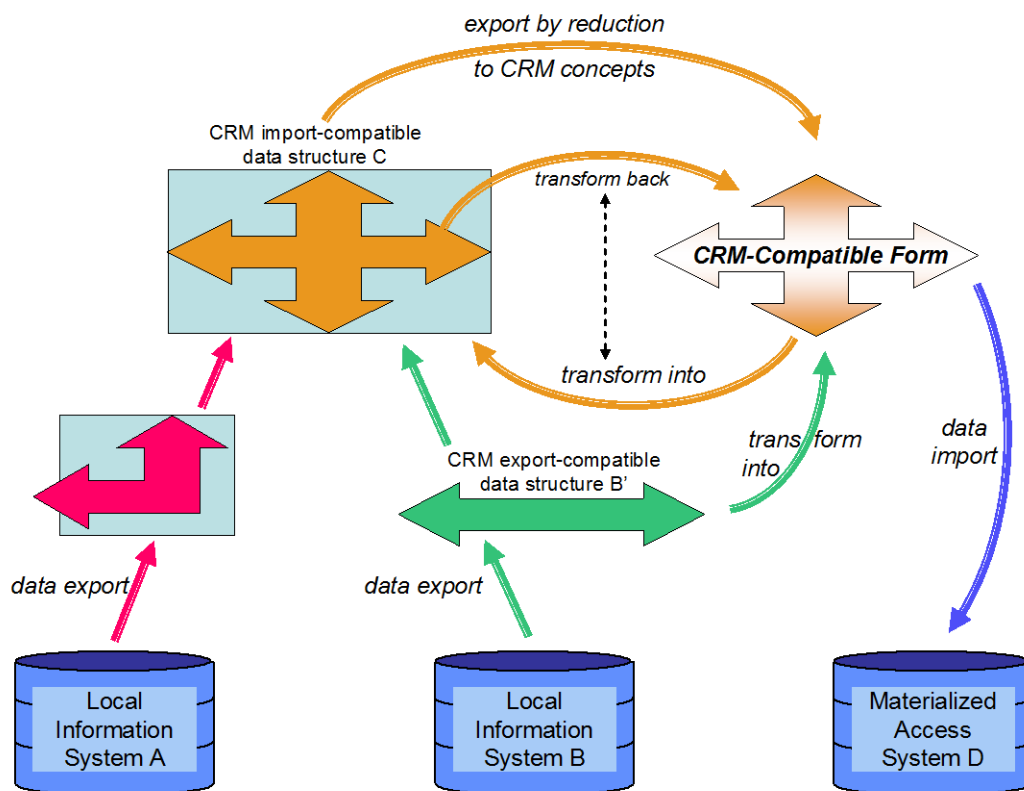 export by reduction
to CRM concepts
CRM import-compatible
data structure C
transform back
CRM-Compatible Form
transform into
CRM export-compatible
data structure B’
trans form
into
data
import
data export
data export
Local
Information
System A
Local
Information
System B
Materialized
Access
System D